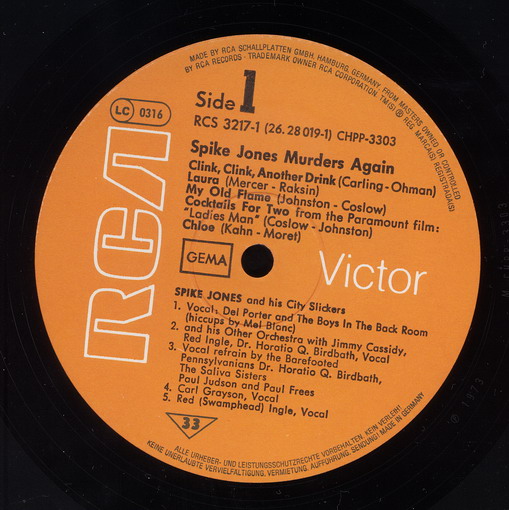 MADE BY RCA SCHALLPLATTEN GMBH, HAMBURG, GERMANY, FROM MASTERS OWNED OR CONTROLLED
BY RCA RECORDS · TRADEMARK OWNER RCA CORPORATION, TM(S) ® REG. MARCA(S) REGISTRADA(S)
LC 0316
Side 1
RCS 3217-1 (26.28 019-1) CHPP-3303
RCA
Spike Jones Murders Again
Clink, Clink, Another Drink (Carling-Ohman)
Laura (Mercer - Raksin)
My Old Flame (Johnston - Coslow)
Cocktails For Two from the Paramount film:
"Ladies Man" (Coslow - Johnston)
Chloe (Kahn - Moret)
GEMA
Victor
SPIKE JONES and his City Slickers
1. Vocal: Del Porter and The Boys In The Back Room
(hiccups by Mel Blanc)
2. and his Other Orchestra with Jimmy Cassidy,
Red Ingle, Dr. Horatio Q. Birdbath, Vocal
3. Vocal refrain by the Barefooted
Pennsylvanians Dr. Horatio Q. Birdbath,
The Saliva Sisters
Paul Judson and Paul Frees
4. Carl Grayson, Vocal
5. Red (Swamphead) Ingle, Vocal
33
ALLE URHEBER- UND LEISTUNGSSCHUTZRECHTE VORBEHALTEN. KEIN VERLEIH!
KEINE UNERLAUBTE VERVIELFÄLTIGUNG, VERMIETUNG, AUFFÜHRUNG, SENDUNG! MADE IN GERMANY
℗ 1973